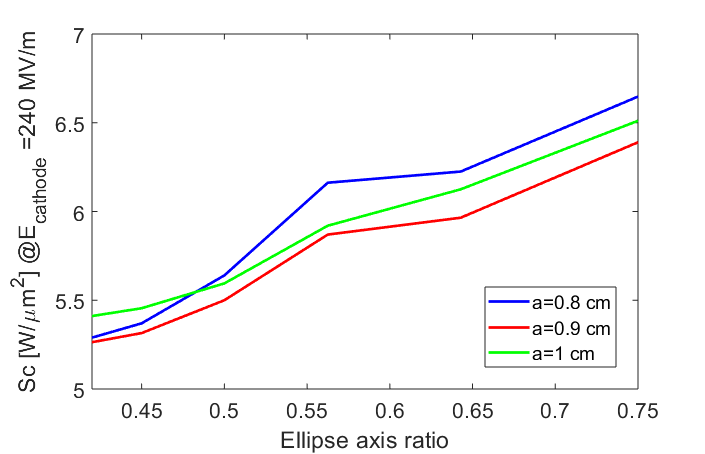 Sc [W/μm²] @E_cathode =240 MV/m
7
6.5
6
5.5
5
0.45 0.5 0.55 0.6 0.65 0.7 0.75
Ellipse axis ratio
a=0.8 cm
a=0.9 cm
a=1 cm